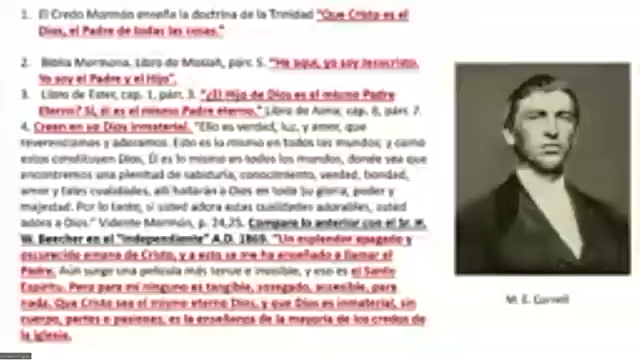 1. El Credo Mormón enseña la doctrina de la Trinidad "Que Cristo es el
Dios, el Padre de todas las cosas."
2. Biblia Mormona. Libro de Mosiah, párr. 5. "He aquí, yo soy Jesucristo.
Yo soy el Padre y el Hijo".
3. Libro de Ester, cap. 1, párr. 3. "¿El Hijo de Dios es el mismo Padre
Eterno? Sí, él es el mismo Padre eterno." Libro de Alma, cap. 8, párr. 7.
4. Creen en un Dios inmaterial. "Ello es verdad, luz, y amor, que
reverenciamos y adoramos. Esto es lo mismo en todos los mundos; y como
estos constituyen Dios, Él es lo mismo en todos los mundos, donde sea que
encontremos una plenitud de sabiduría, conocimiento, verdad, bondad,
amor y tales cualidades, allí hallarán a Dios en toda su gloria, poder y
majestad. Por lo tanto, si usted adora estas cualidades adorables, usted
adora a Dios." Vidente Mormón, p. 24,25. Compare lo anterior con el Sr. H.
W. Beecher en el "Independiente" A.D. 1869. "Un esplendor apagado y
oscurecido emana de Cristo, y a esto se me ha enseñado a llamar el
Padre. Aún surge una película más tenue e invisible, y eso es el Santo
Espíritu. Pero para mí ninguno es tangible, sosegado, accesible, para
nada. Que Cristo sea el mismo eterno Dios, y que Dios es inmaterial, sin
cuerpo, partes o pasiones, es la enseñanza de la mayoría de los credos de
la iglesia.
M. E. Cornell